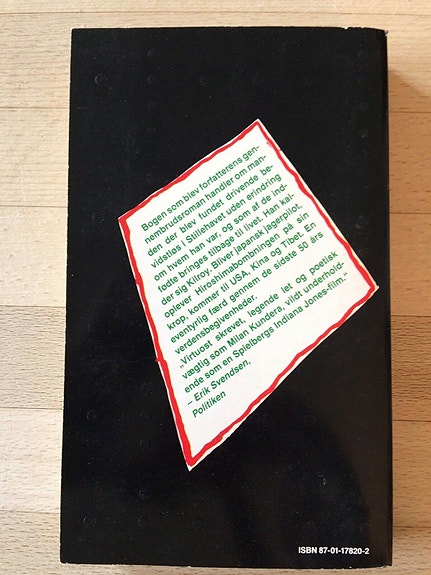 Bogen som blev forfatterens gen-
nembrudsroman handler om man-
den der blev fundet drivende be-
vidstløs i Stillehavet uden erindring
om hvem han var, og som af de ind-
fødte bringes tilbage til livet. Han kal-
der sig Kilroy. Bliver japansk jagerpilot,
oplever Hiroshimabombningen på sin
krop, kommer til USA, Kina og Tibet. En
eventyrlig færd gennem de sidste 50 års
verdensbegivenheder.
„Virtuost skrevet, legende let og poetisk
vægtig som Milan Kundera, vildt underhold-
ende som en Spielbergs Indiana Jones-film."
– Erik Svendsen,
Politiken
ISBN 87-01-17820-2